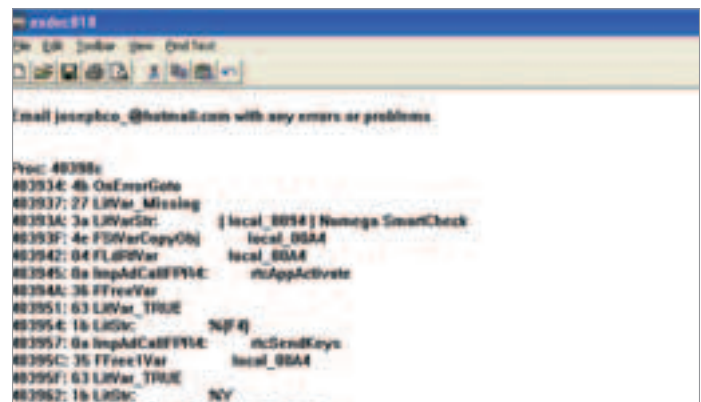 exdec818
File Edit Toolbar View Find Text
Email josephco_@hotmail.com with any errors or problems
Proc: 40398c
403934: 4b OnErrorGoto
403937: 27 LitVar_Missing
40393A: 3a LitVarStr: [ local_0094 ] Numega SmartCheck
40393F: 4e FStVarCopyObj local_00A4
403942: 04 FLdRfVar local_00A4
403945: 0a ImpAdCallFPR4: rtcAppActivate
40394A: 36 FFreeVar
403951: 63 LitVar_TRUE
403954: 1b LitStr: %{F4}
403957: 0a ImpAdCallFPR4: rtcSendKeys
40395C: 35 FFree1Var local_00A4
40395F: 63 LitVar_TRUE
403962: 1b LitStr: %Y